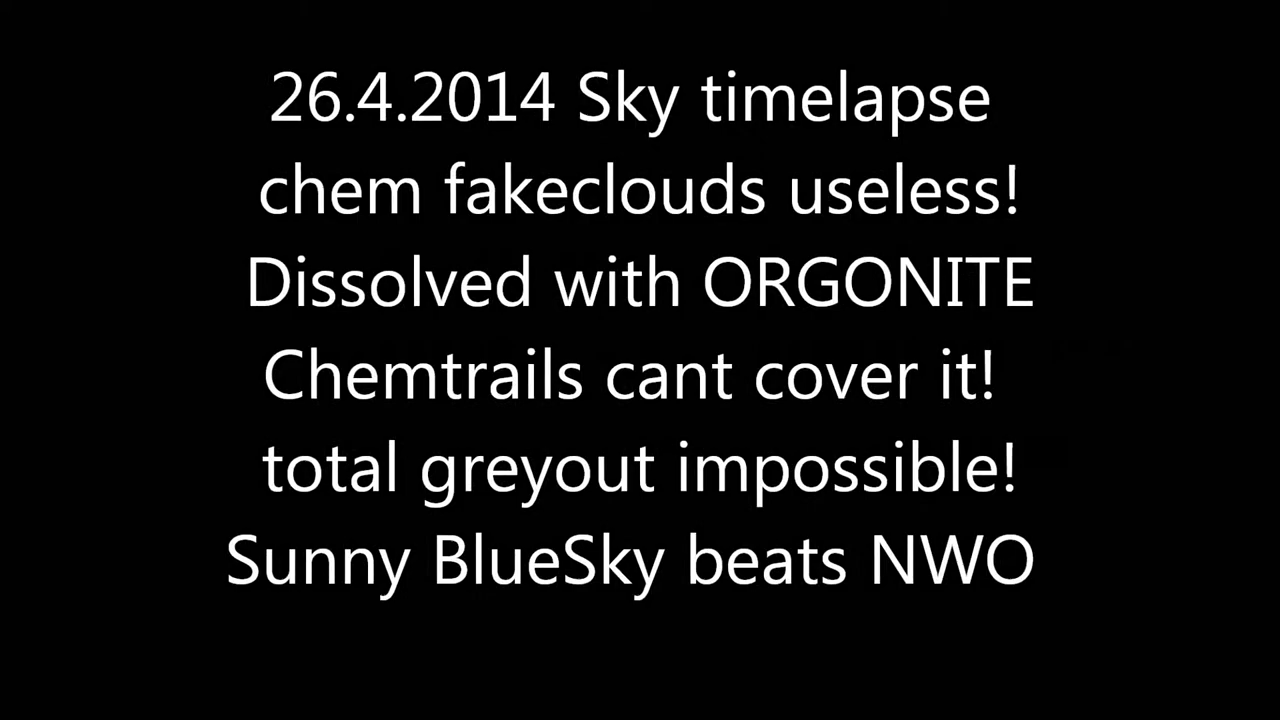 26.4.2014 Sky timelapse
chem fakeclouds useless!
Dissolved with ORGONITE
Chemtrails cant cover it!
total greyout impossible!
Sunny BlueSky beats NWO